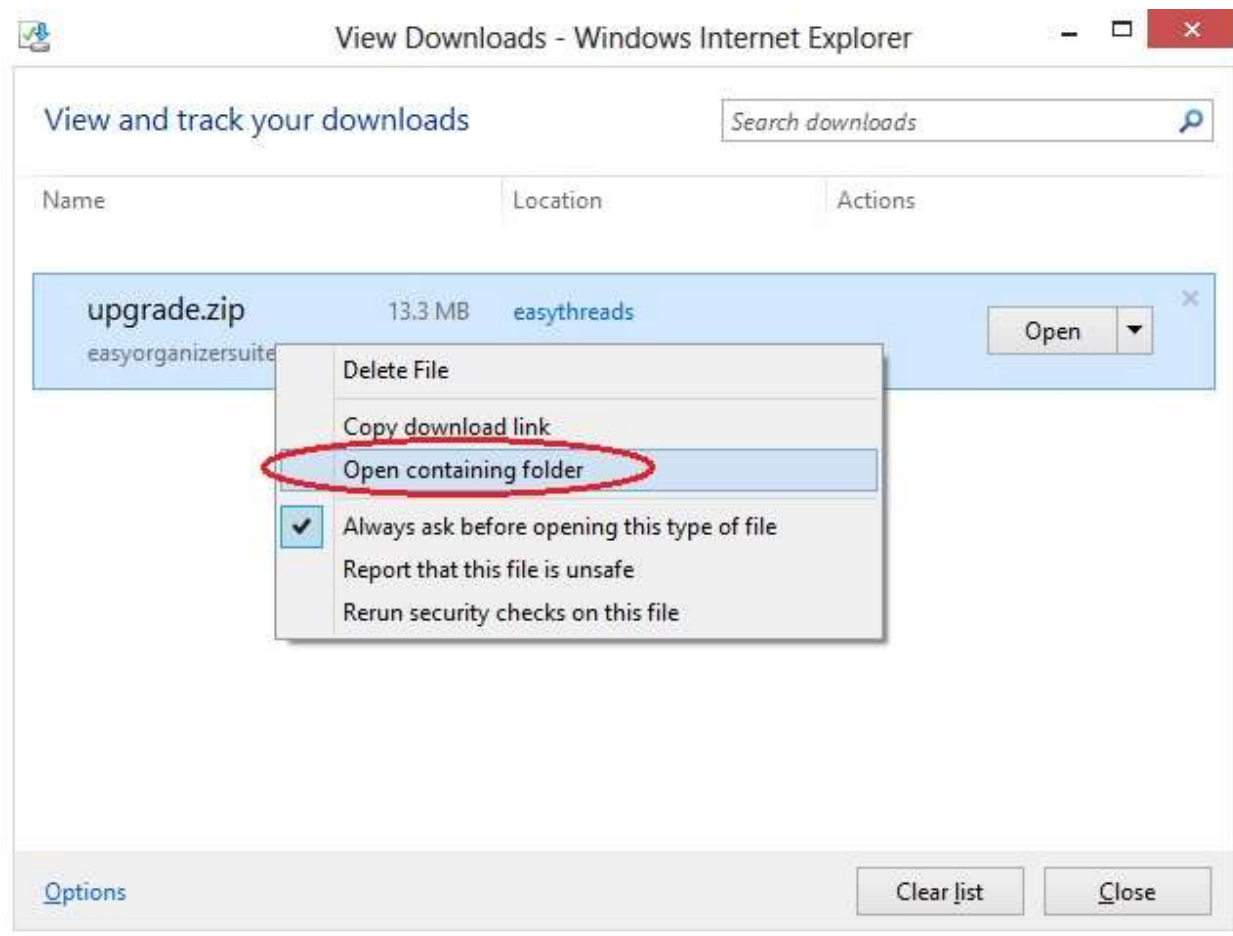 View Downloads - Windows Internet Explorer
View and track your downloads
Search downloads
Name Location Actions
upgrade.zip 13.3 MB easythreads
Open
easyorganizersuite
Delete File
Copy download link
Open containing folder
Always ask before opening this type of file
Report that this file is unsafe
Rerun security checks on this file
Options Clear list Close